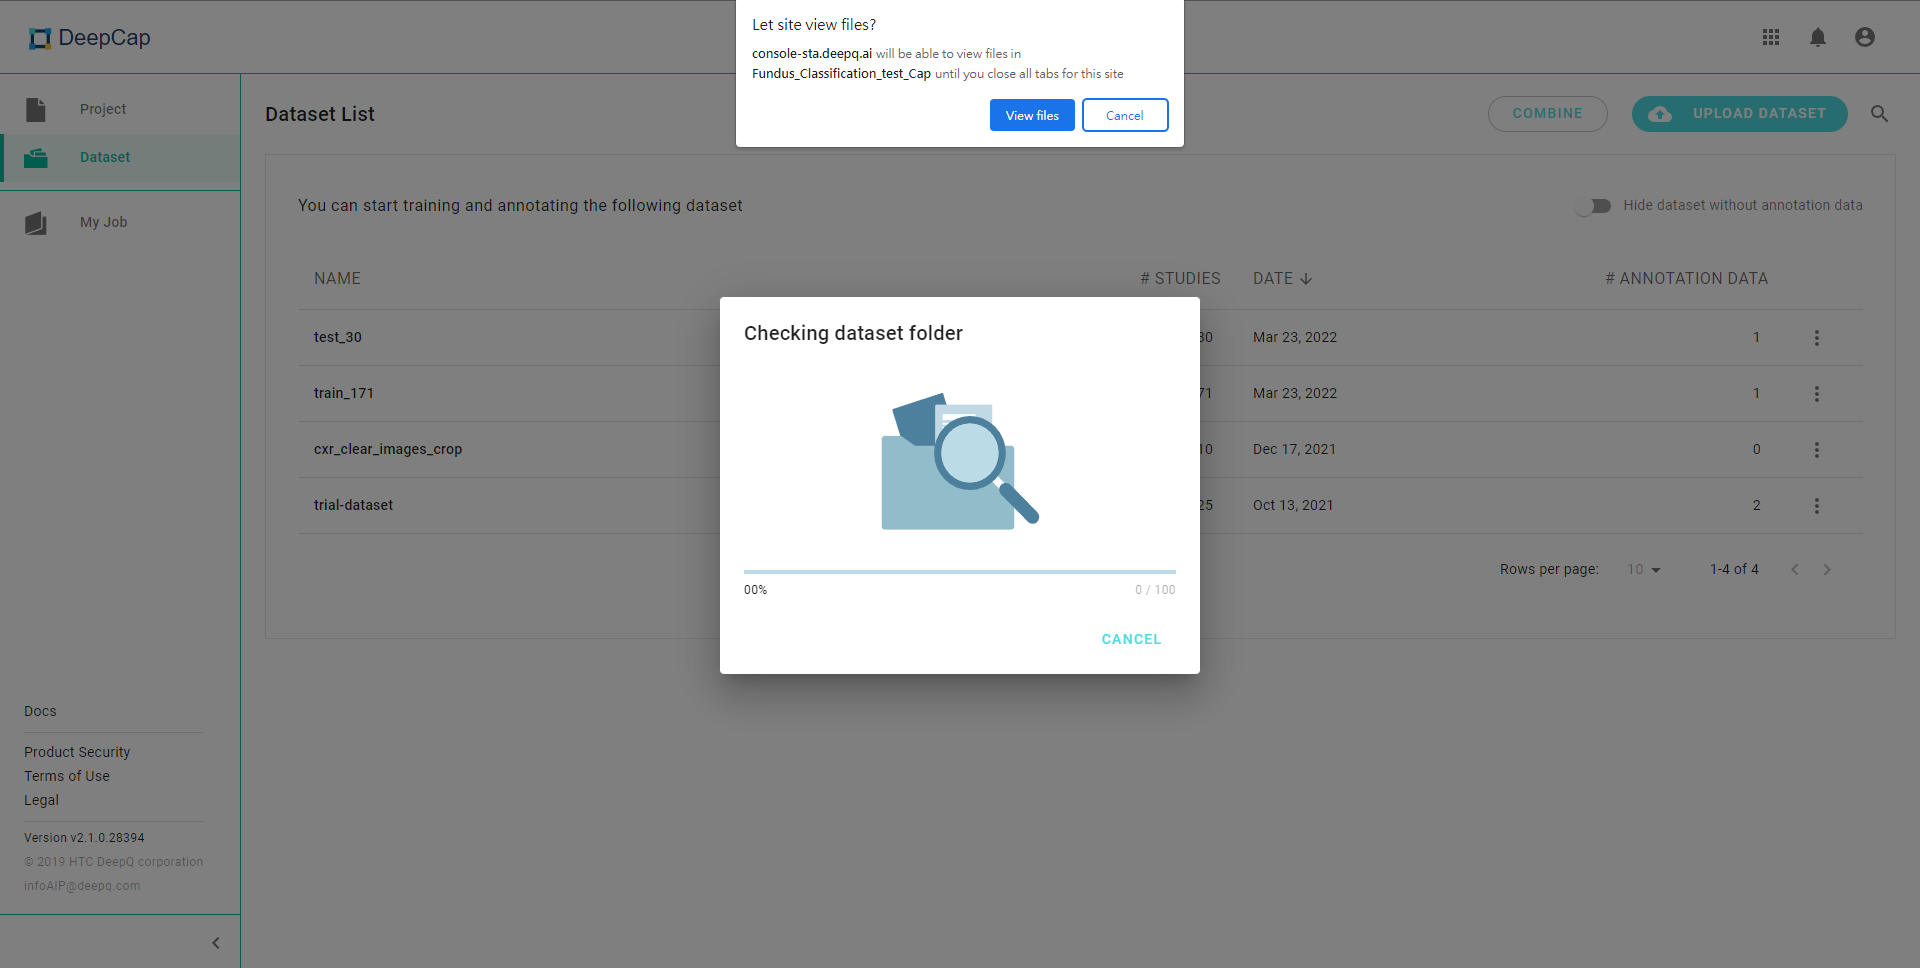 Let site view files?
console-sta.deepq.ai will be able to view files in
Fundus_Classification_test_Cap until you close all tabs for this site
View files Cancel
DeepCap
Project
Dataset
My Job
Dataset List
COMBINE UPLOAD DATASET
You can start training and annotating the following dataset
Hide dataset without annotation data
NAME # STUDIES DATE # ANNOTATION DATA
test_30 30 Mar 23, 2022 1
train_171 71 Mar 23, 2022 1
cxr_clear_images_crop 10 Dec 17, 2021 0
trial-dataset 25 Oct 13, 2021 2
Rows per page: 10 1-4 of 4
Checking dataset folder
00% 0 / 100
CANCEL
Docs
Product Security
Terms of Use
Legal
Version v2.1.0.28394
© 2019 HTC DeepQ corporation
infoAIP@deepq.com